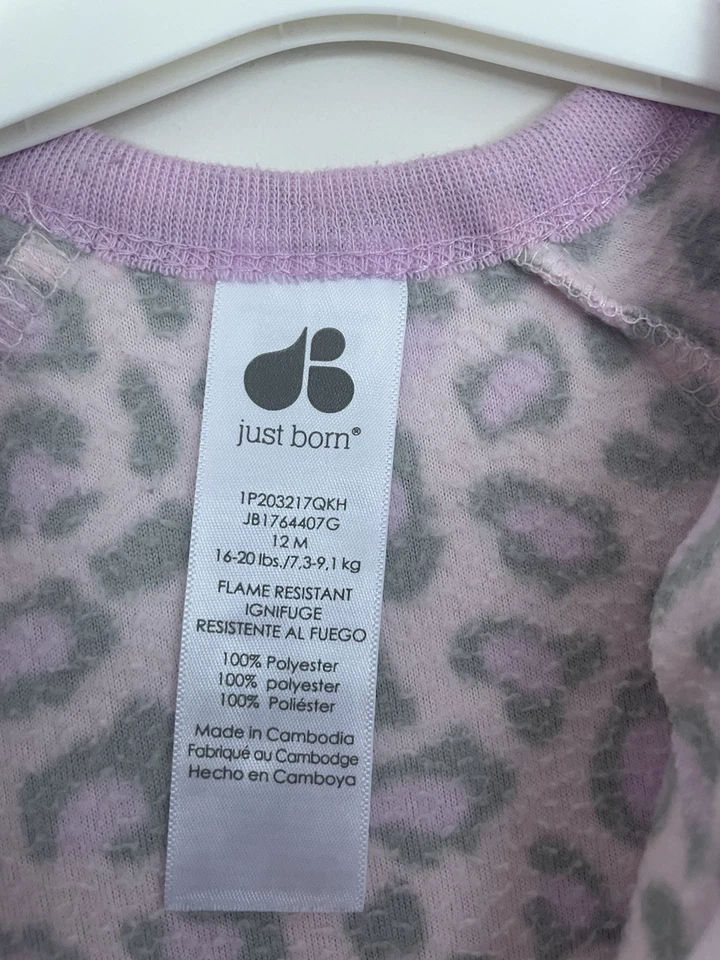 just born®
1P203217QKH
JB1764407G
12 M
16-20 lbs./7,3-9,1 kg
FLAME RESISTANT
IGNIFUGE
RESISTENTE AL FUEGO
100% Polyester
100% polyester
100% Poliéster
Made in Cambodia
Fabriqué au Cambodge
Hecho en Camboya